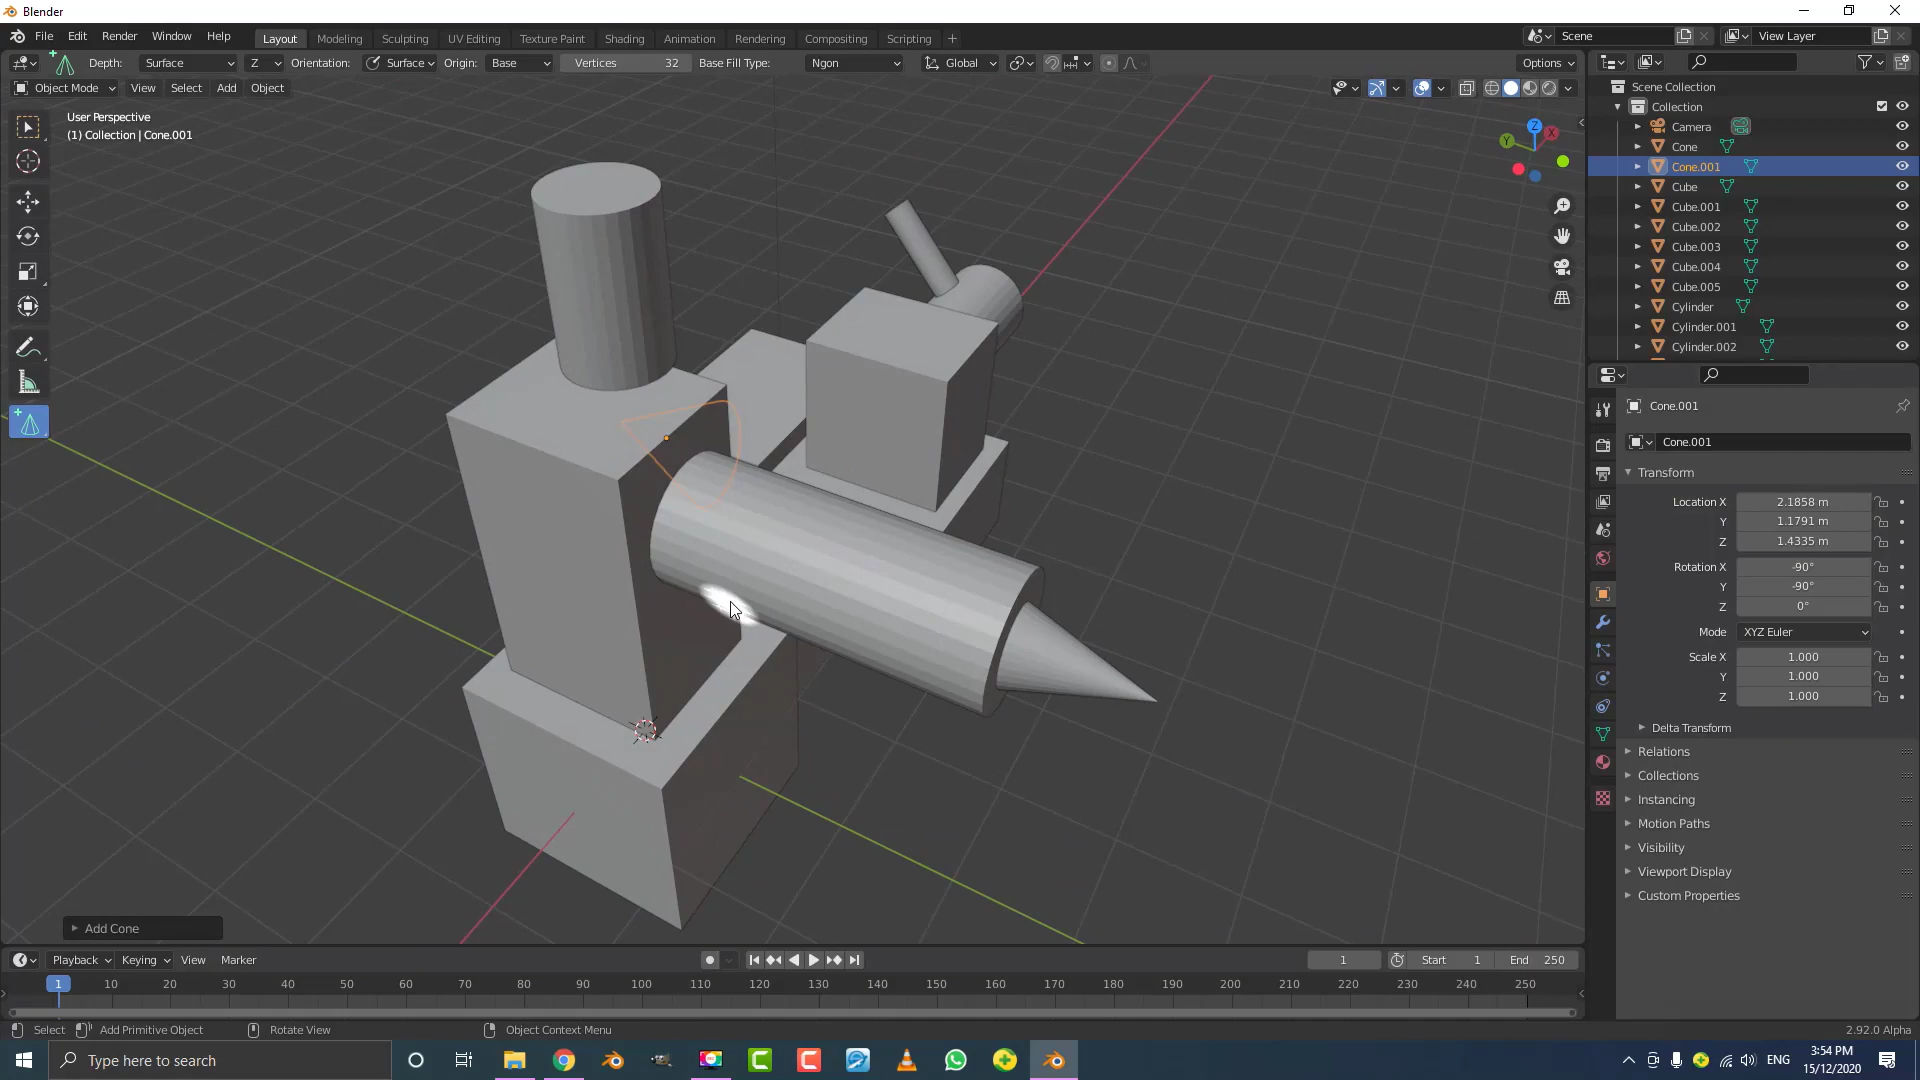 Blender
File Edit Render Window Help Layout Modeling Sculpting UV Editing Texture Paint Shading Animation Rendering Compositing Scripting + Scene View Layer
Depth: Surface Z Orientation: Surface Origin: Base Vertices 32 Base Fill Type: Ngon Global Options
Object Mode View Select Add Object
User Perspective
(1) Collection | Cone.001
Z
X
Y
Scene Collection
Collection
Camera
Cone
Cone.001
Cube
Cube.001
Cube.002
Cube.003
Cube.004
Cube.005
Cylinder
Cylinder.001
Cylinder.002
Cone.001
Cone.001
Transform
Location X 2.1858 m
Y 1.1791 m
Z 1.4335 m
Rotation X -90°
Y -90°
Z 0°
Mode XYZ Euler
Scale X 1.000
Y 1.000
Z 1.000
Delta Transform
Relations
Collections
Instancing
Motion Paths
Visibility
Viewport Display
Custom Properties
Add Cone
Playback Keying View Marker 1 Start 1 End 250
1 10 20 30 40 50 60 70 80 90 100 110 120 130 140 150 160 170 180 190 200 210 220 230 240 250
Select Add Primitive Object Rotate View Object Context Menu 2.92.0 Alpha
Type here to search
ENG
3:54 PM
15/12/2020